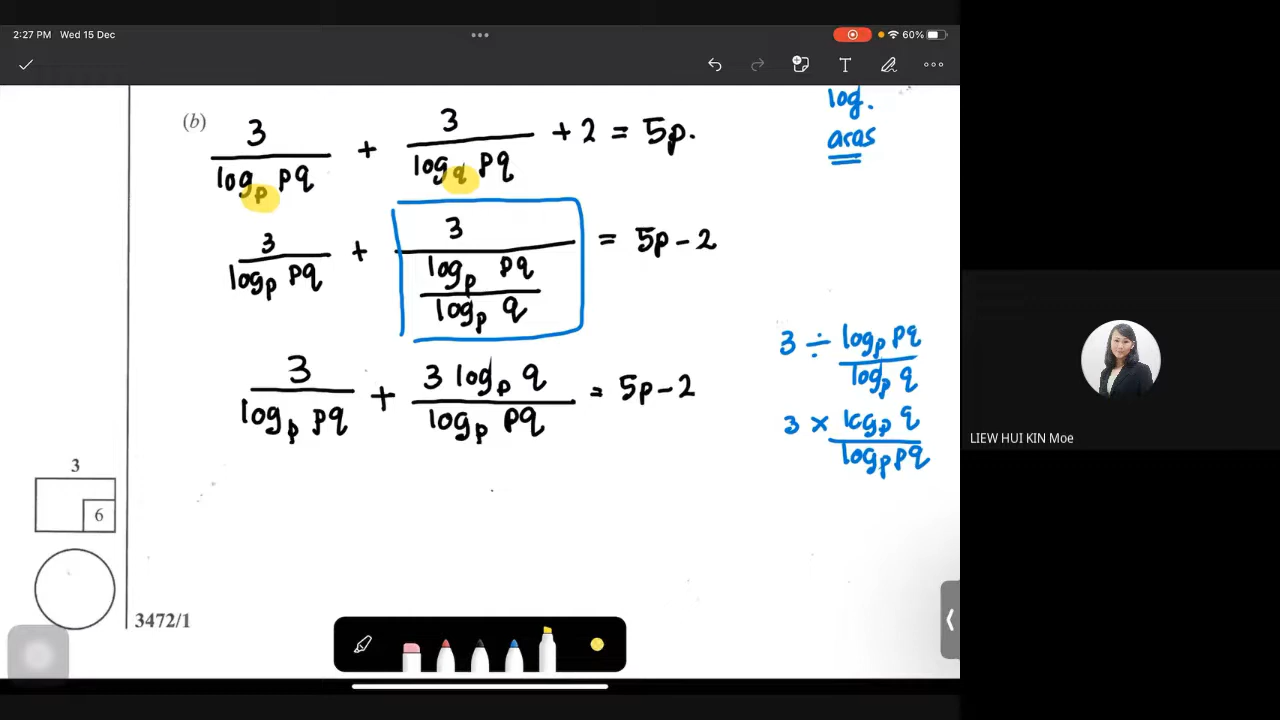 2:27 PM Wed 15 Dec
60%
T
log.
aras
(b) 3/(log_p pq) + 3/(log_q pq) + 2 = 5p.
3/(log_p pq) + 3/((log_p pq)/(log_p q)) = 5p - 2
3/(log_p pq) + (3 log_p q)/(log_p pq) = 5p - 2
3 ÷ (log_p pq)/(log_p q)
3 × (log_p q)/(log_p pq)
LIEW HUI KIN Moe
3
6
3472/1